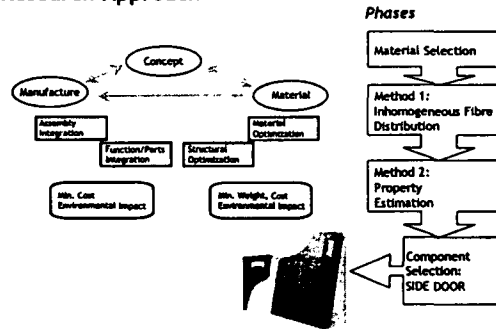 Research Approach
Phases
Concept
Manufacture
Material
Assembly
Integration
Material
Optimization
Function/Parts
Integration
Structural
Optimization
Min. Cost
Environmental Impact
Min. Weight, Cost
Environmental Impact
Material Selection
Method 1:
Inhomogeneous Fibre
Distribution
Method 2:
Property
Estimation
Component
Selection:
SIDE DOOR